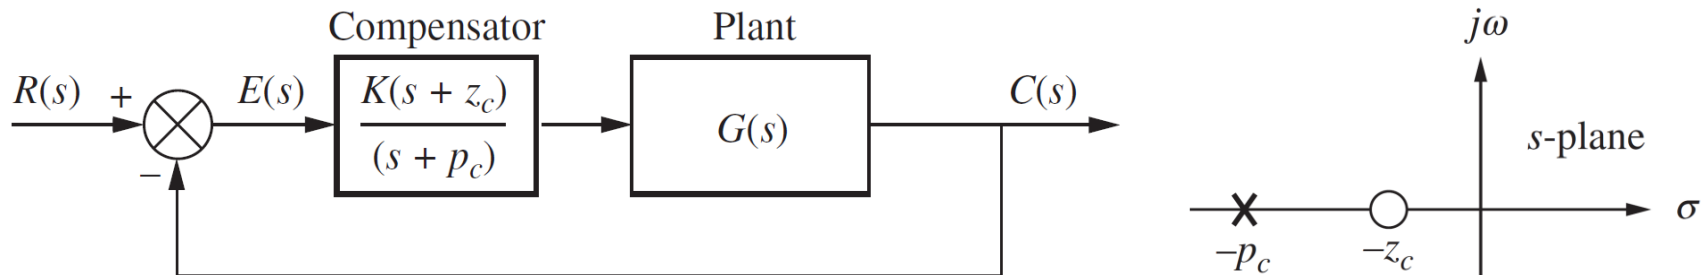 Compensator
Plant
R(s)
+
−
E(s)
K(s + z_c)
(s + p_c)
G(s)
C(s)
jω
s-plane
σ
−p_c
−z_c